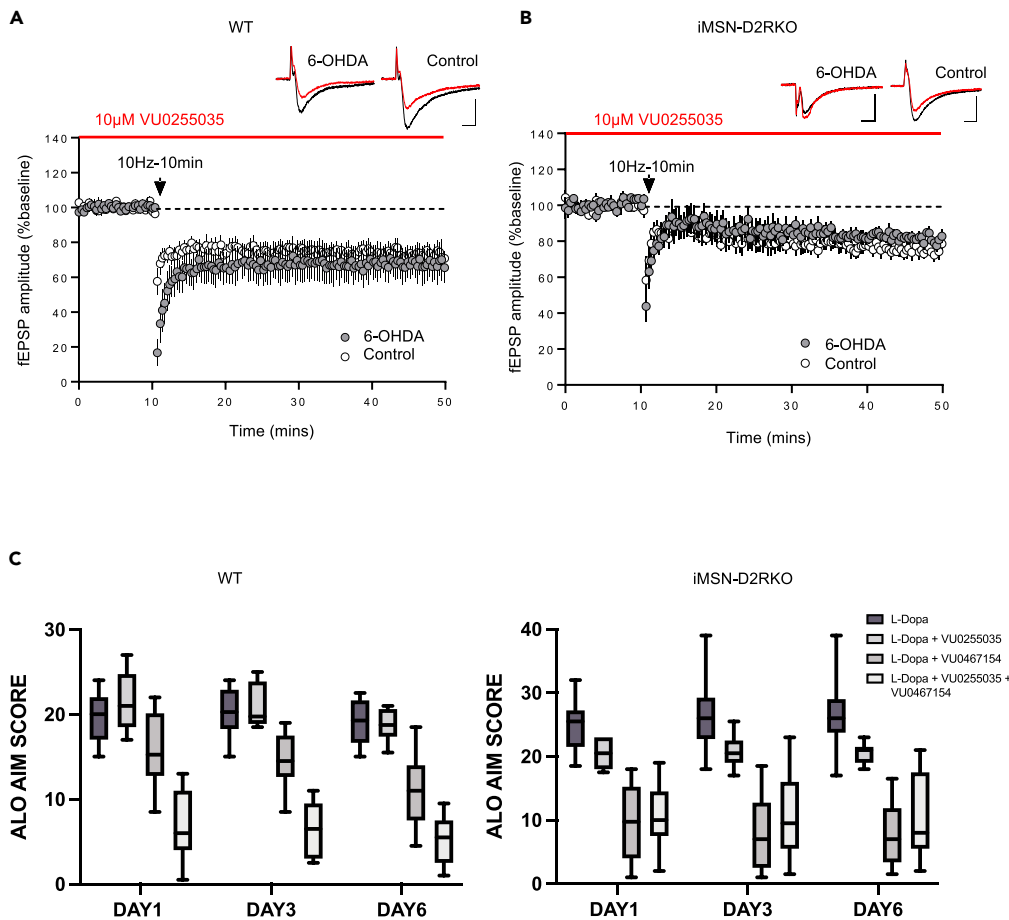 A
WT
6-OHDA
Control
10µM VU0255035
10Hz-10min
fEPSP amplitude (%baseline)
140
120
100
80
60
40
20
0
6-OHDA
Control
0
10
20
30
40
50
Time (mins)
B
iMSN-D2RKO
6-OHDA
Control
10µM VU0255035
10Hz-10min
fEPSP amplitude (%baseline)
140
120
100
80
60
40
20
0
6-OHDA
Control
0
10
20
30
40
50
Time (mins)
C
WT
ALO AIM SCORE
30
20
10
0
DAY1
DAY3
DAY6
iMSN-D2RKO
ALO AIM SCORE
40
30
20
10
0
DAY1
DAY3
DAY6
L-Dopa
L-Dopa + VU0255035
L-Dopa + VU0467154
L-Dopa + VU0255035 +
VU0467154